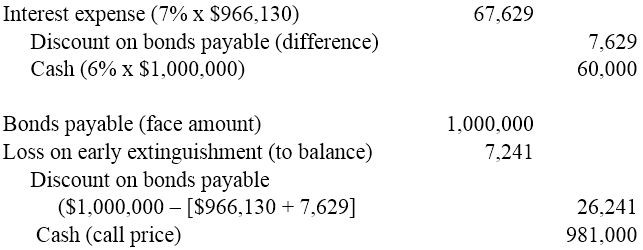 Interest expense (7% x $966,130) 67,629
Discount on bonds payable (difference) 7,629
Cash (6% x $1,000,000) 60,000
Bonds payable (face amount) 1,000,000
Loss on early extinguishment (to balance) 7,241
Discount on bonds payable
($1,000,000 – [$966,130 + 7,629] 26,241
Cash (call price) 981,000